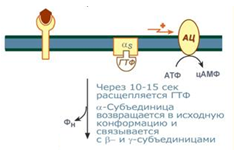 АЦ
αs
ГТФ
АТФ
цАМФ
Через 10-15 сек
расщепляется ГТФ
Фн
α-Субъединица
возвращается в исходную
конформацию и
связывается
с β– и γ-субъединицами